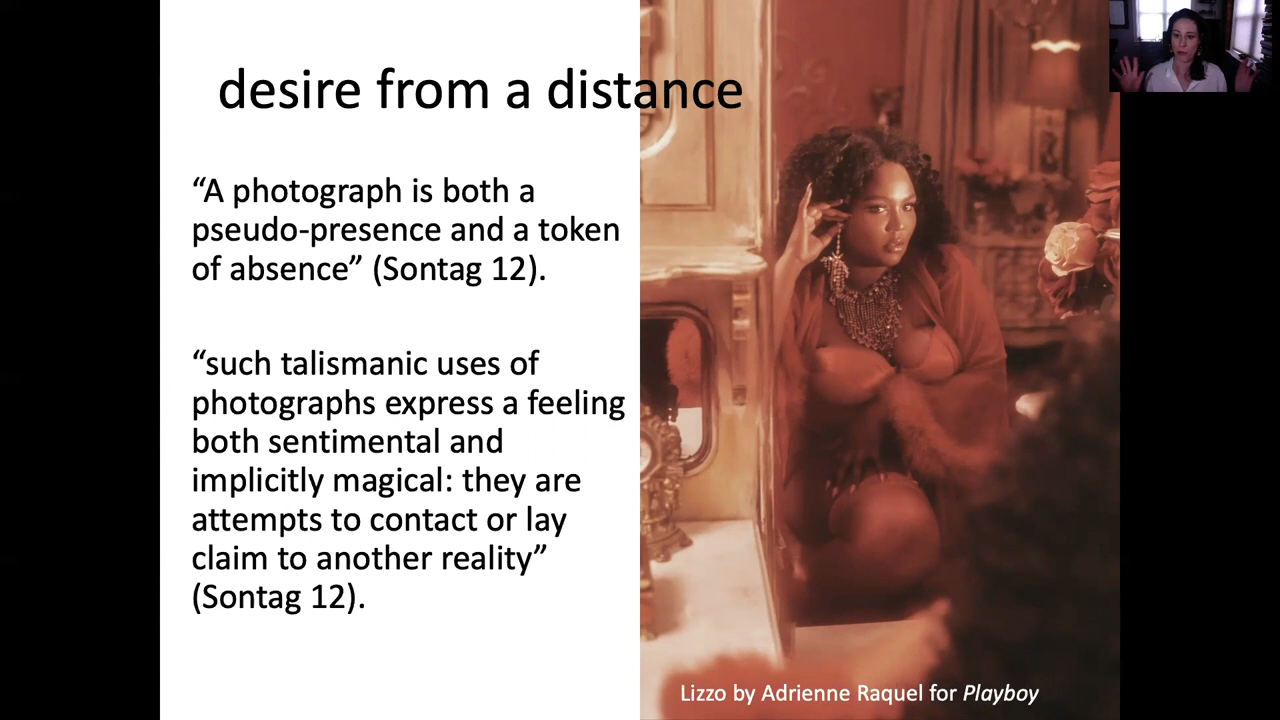 desire from a distance
“A photograph is both a
pseudo-presence and a token
of absence” (Sontag 12).
“such talismanic uses of
photographs express a feeling
both sentimental and
implicitly magical: they are
attempts to contact or lay
claim to another reality”
(Sontag 12).
Lizzo by Adrienne Raquel for Playboy